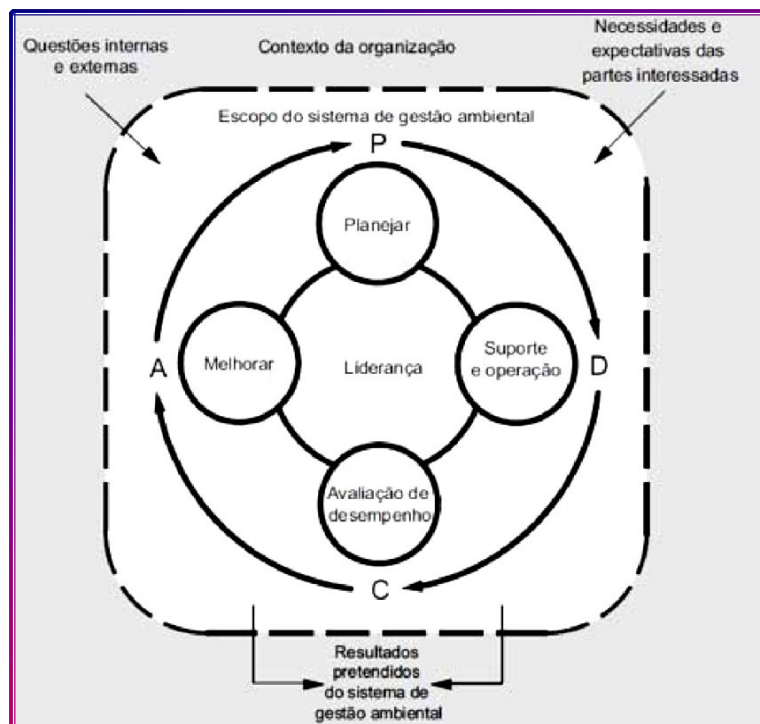 Questões internas
e externas
Contexto da organização
Necessidades e
expectativas das
partes interessadas
Escopo do sistema de gestão ambiental
P
Planejar
A
Melhorar
Liderança
Suporte
e operação
D
Avaliação de
desempenho
C
Resultados
pretendidos
do sistema de
gestão ambiental